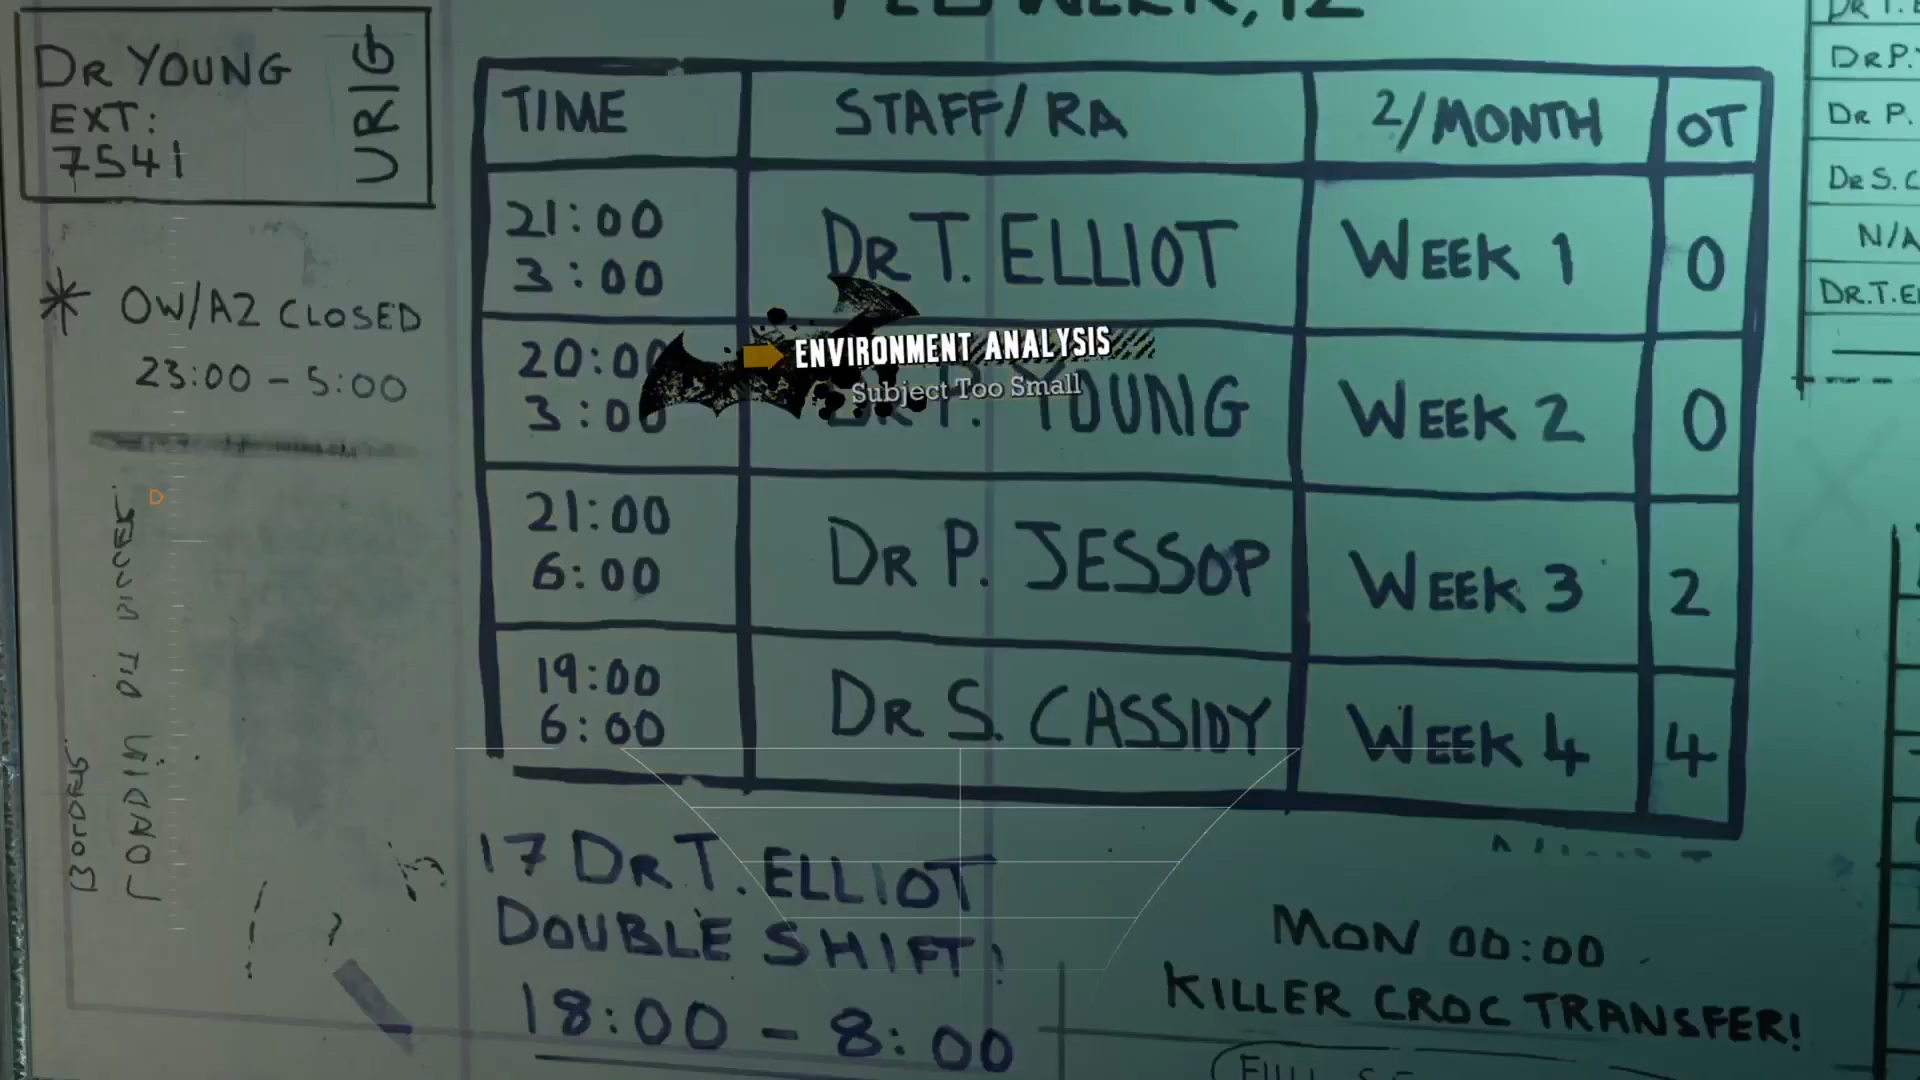 DR YOUNG
EXT:
7541
URIG
* OW/A2 CLOSED
23:00 - 5:00
TIME
STAFF/RA
2/MONTH
OT
21:00
3:00
DR T. ELLIOT
WEEK 1
0
20:00
3:00
DR P. YOUNG
WEEK 2
0
ENVIRONMENT ANALYSIS
Subject Too Small
21:00
6:00
DR P. JESSOP
WEEK 3
2
19:00
6:00
DR S. CASSIDY
WEEK 4
4
17 DR T. ELLIOT
DOUBLE SHIFT!
18:00 - 8:00
MON 00:00
KILLER CROC TRANSFER!
DR P.
DR P.
DR S. C
N/A
DR.T.EL